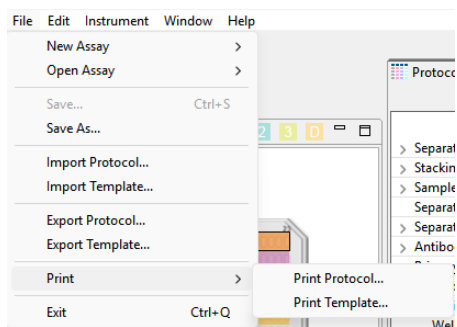 File Edit Instrument Window Help
New Assay
Open Assay
Save... Ctrl+S
Save As...
Import Protocol...
Import Template...
Export Protocol...
Export Template...
Print
Exit Ctrl+Q
Print Protocol...
Print Template...
2 3 D
Protoco
Separat
Stackin
Sample
Separat
Separat
Antibo
Wel